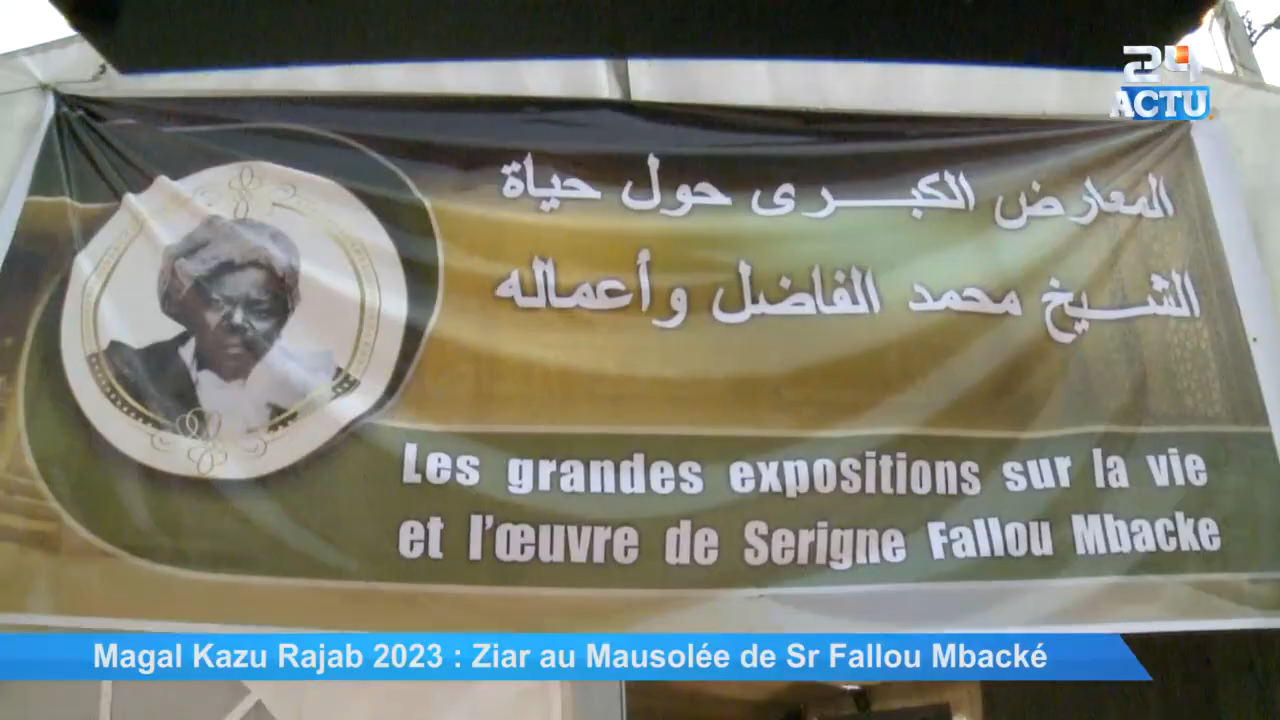 24
ACTU
المعارض الكبرى حول حياة
الشيخ محمد الفاضل وأعماله
Les grandes expositions sur la vie
et l'œuvre de Serigne Fallou Mbacke
Magal Kazu Rajab 2023 : Ziar au Mausolée de Sr Fallou Mbacké